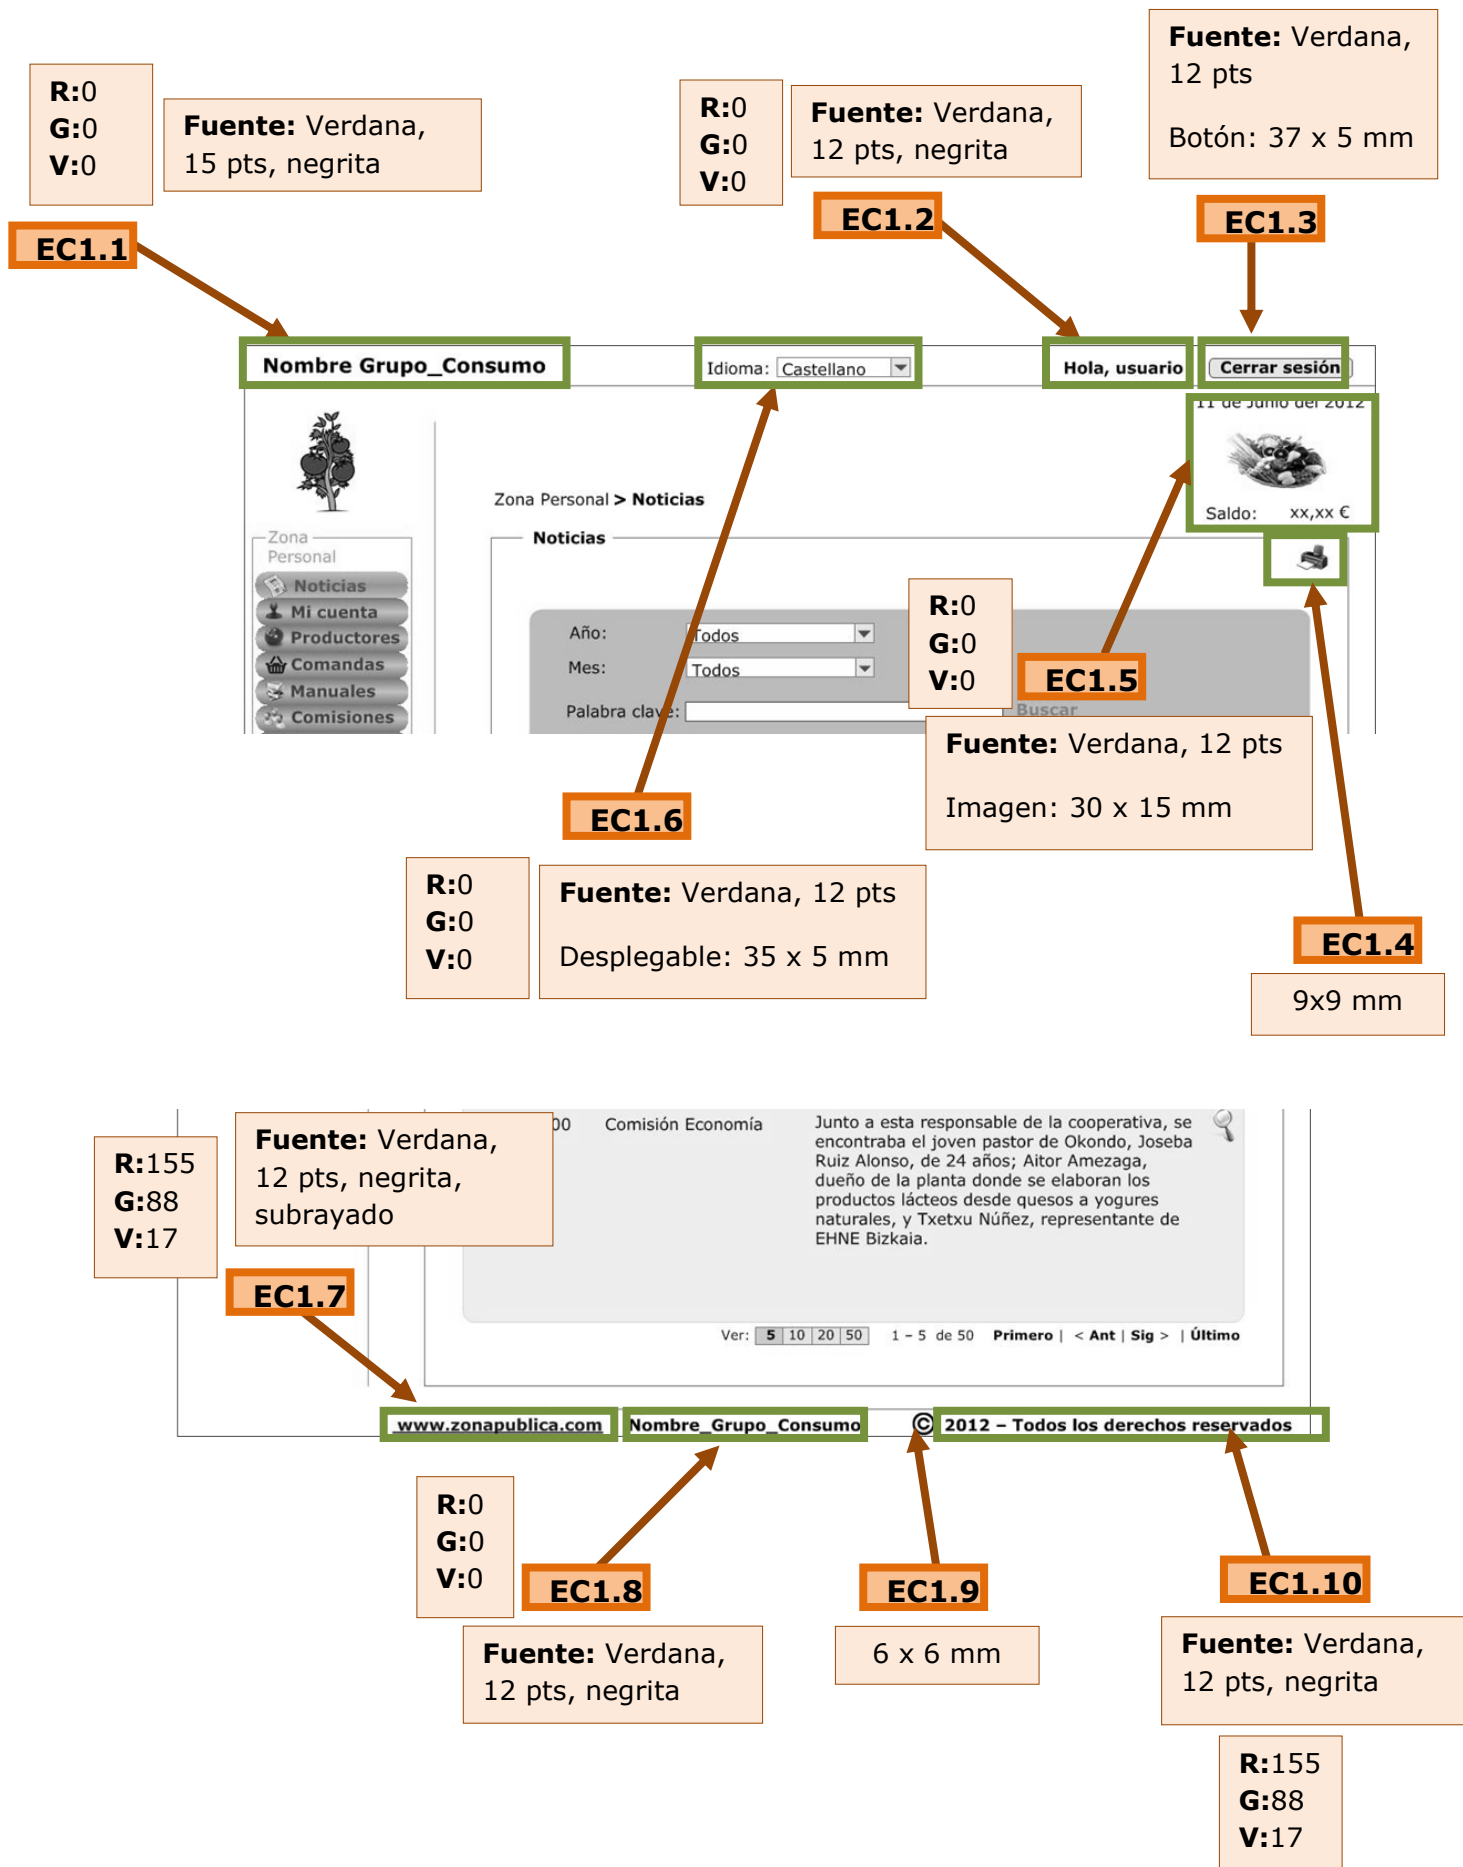 Fuente: Verdana,
12 pts
Botón: 37 x 5 mm
R:0
G:0
V:0
Fuente: Verdana,
15 pts, negrita
R:0
G:0
V:0
Fuente: Verdana,
12 pts, negrita
EC1.1
EC1.2
EC1.3
Nombre Grupo_Consumo
Idioma: Castellano
Hola, usuario
Cerrar sesión
11 de Junio del 2012
Saldo: xx,xx €
Zona Personal > Noticias
Zona
Personal
Noticias
Mi cuenta
Productores
Comandas
Manuales
Comisiones
Noticias
Año: Todos
Mes: Todos
Palabra clave:
Buscar
R:0
G:0
V:0
EC1.5
Fuente: Verdana, 12 pts
Imagen: 30 x 15 mm
EC1.6
R:0
G:0
V:0
Fuente: Verdana, 12 pts
Desplegable: 35 x 5 mm
EC1.4
9x9 mm
R:155
G:88
V:17
Fuente: Verdana,
12 pts, negrita,
subrayado
EC1.7
00 Comisión Economía
Junto a esta responsable de la cooperativa, se
encontraba el joven pastor de Okondo, Joseba
Ruiz Alonso, de 24 años; Aitor Amezaga,
dueño de la planta donde se elaboran los
productos lácteos desde quesos a yogures
naturales, y Txetxu Núñez, representante de
EHNE Bizkaia.
Ver: 5 10 20 50 1 – 5 de 50 Primero | < Ant | Sig > | Último
www.zonapublica.com Nombre_Grupo_Consumo © 2012 – Todos los derechos reservados
R:0
G:0
V:0
EC1.8
EC1.9
EC1.10
Fuente: Verdana,
12 pts, negrita
6 x 6 mm
Fuente: Verdana,
12 pts, negrita
R:155
G:88
V:17